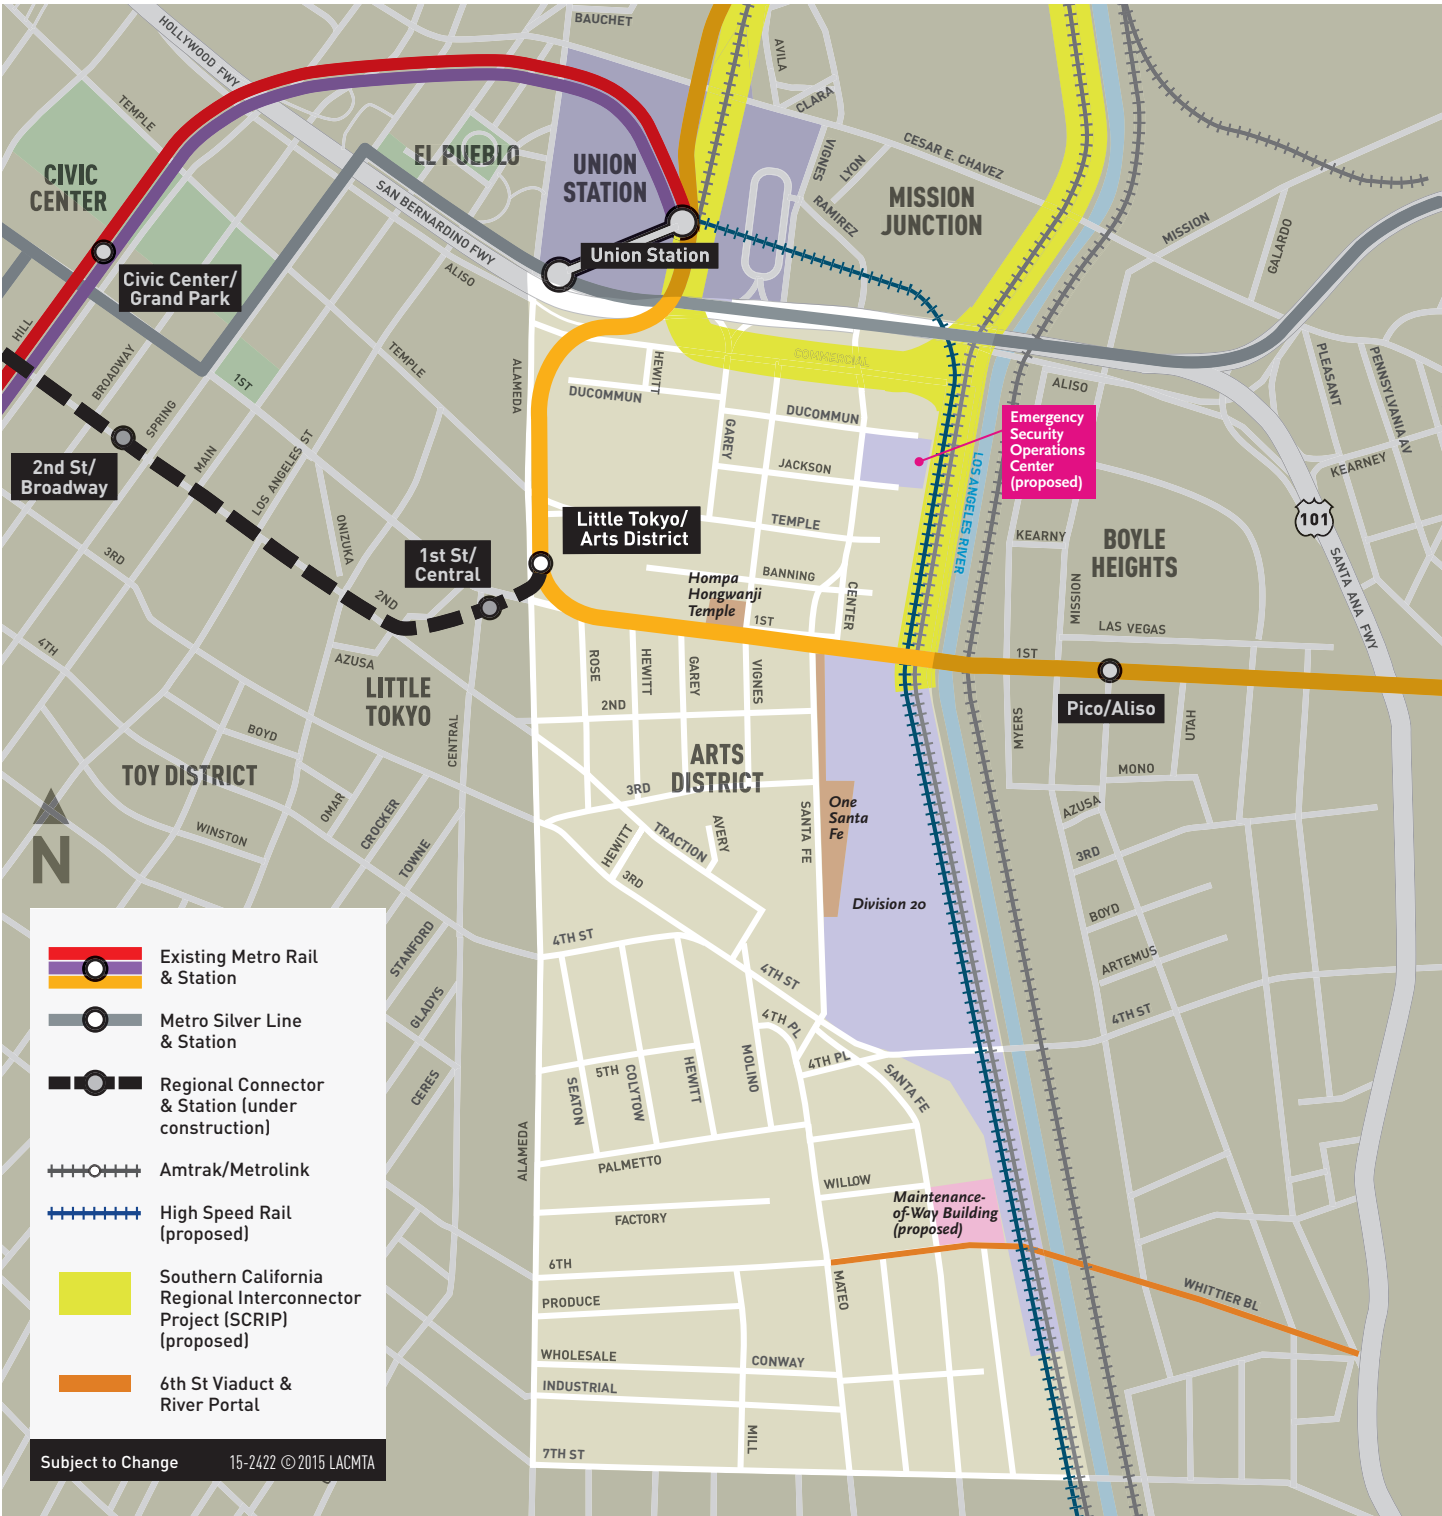 BAUCHET
HOLLYWOOD FWY
AVILA
CLARA
TEMPLE
CESAR E. CHAVEZ
VIGNES
LYON
EL PUEBLO
UNION
STATION
CIVIC
CENTER
SAN BERNARDINO FWY
MISSION
JUNCTION
RAMIREZ
MISSION
GALARDO
Union Station
ALISO
Civic Center/
Grand Park
HILL
BROADWAY
TEMPLE
1ST
ALAMEDA
HEWITT
COMMERCIAL
PLEASANT
PENNSYLVANIA AV
ALISO
DUCOMMUN
DUCOMMUN
SPRING
GAREY
Emergency
Security
Operations
Center
(proposed)
MAIN
LOS ANGELES ST
JACKSON
KEARNEY
2nd St/
Broadway
LOS ANGELES RIVER
101
Little Tokyo/
Arts District
TEMPLE
ONIZUKA
KEARNY
BOYLE
HEIGHTS
3RD
1st St/
Central
BANNING
Hompa
Hongwanji
Temple
CENTER
MISSION
SANTA ANA FWY
2ND
1ST
LAS VEGAS
4TH
AZUSA
ROSE
HEWITT
GAREY
VIGNES
1ST
LITTLE
TOKYO
2ND
Pico/Aliso
MYERS
UTAH
BOYD
CENTRAL
ARTS
DISTRICT
TOY DISTRICT
MONO
3RD
One
Santa
Fe
SANTA FE
AZUSA
OMAR
CROCKER
WINSTON
HEWITT
TRACTION
AVERY
N
TOWNE
3RD
3RD
Division 20
BOYD
STANFORD
4TH ST
ARTEMUS
4TH ST
GLADYS
4TH PL
4TH ST
4TH PL
CERES
5TH
SEATON
COLYTOW
HEWITT
MOLINO
SANTA FE
ALAMEDA
PALMETTO
WILLOW
Maintenance-
of-Way Building
(proposed)
FACTORY
6TH
MATEO
WHITTIER BL
PRODUCE
WHOLESALE
CONWAY
INDUSTRIAL
MILL
7TH ST
Existing Metro Rail
& Station
Metro Silver Line
& Station
Regional Connector
& Station (under
construction)
Amtrak/Metrolink
High Speed Rail
(proposed)
Southern California
Regional Interconnector
Project (SCRIP)
(proposed)
6th St Viaduct &
River Portal
Subject to Change
15-2422 © 2015 LACMTA